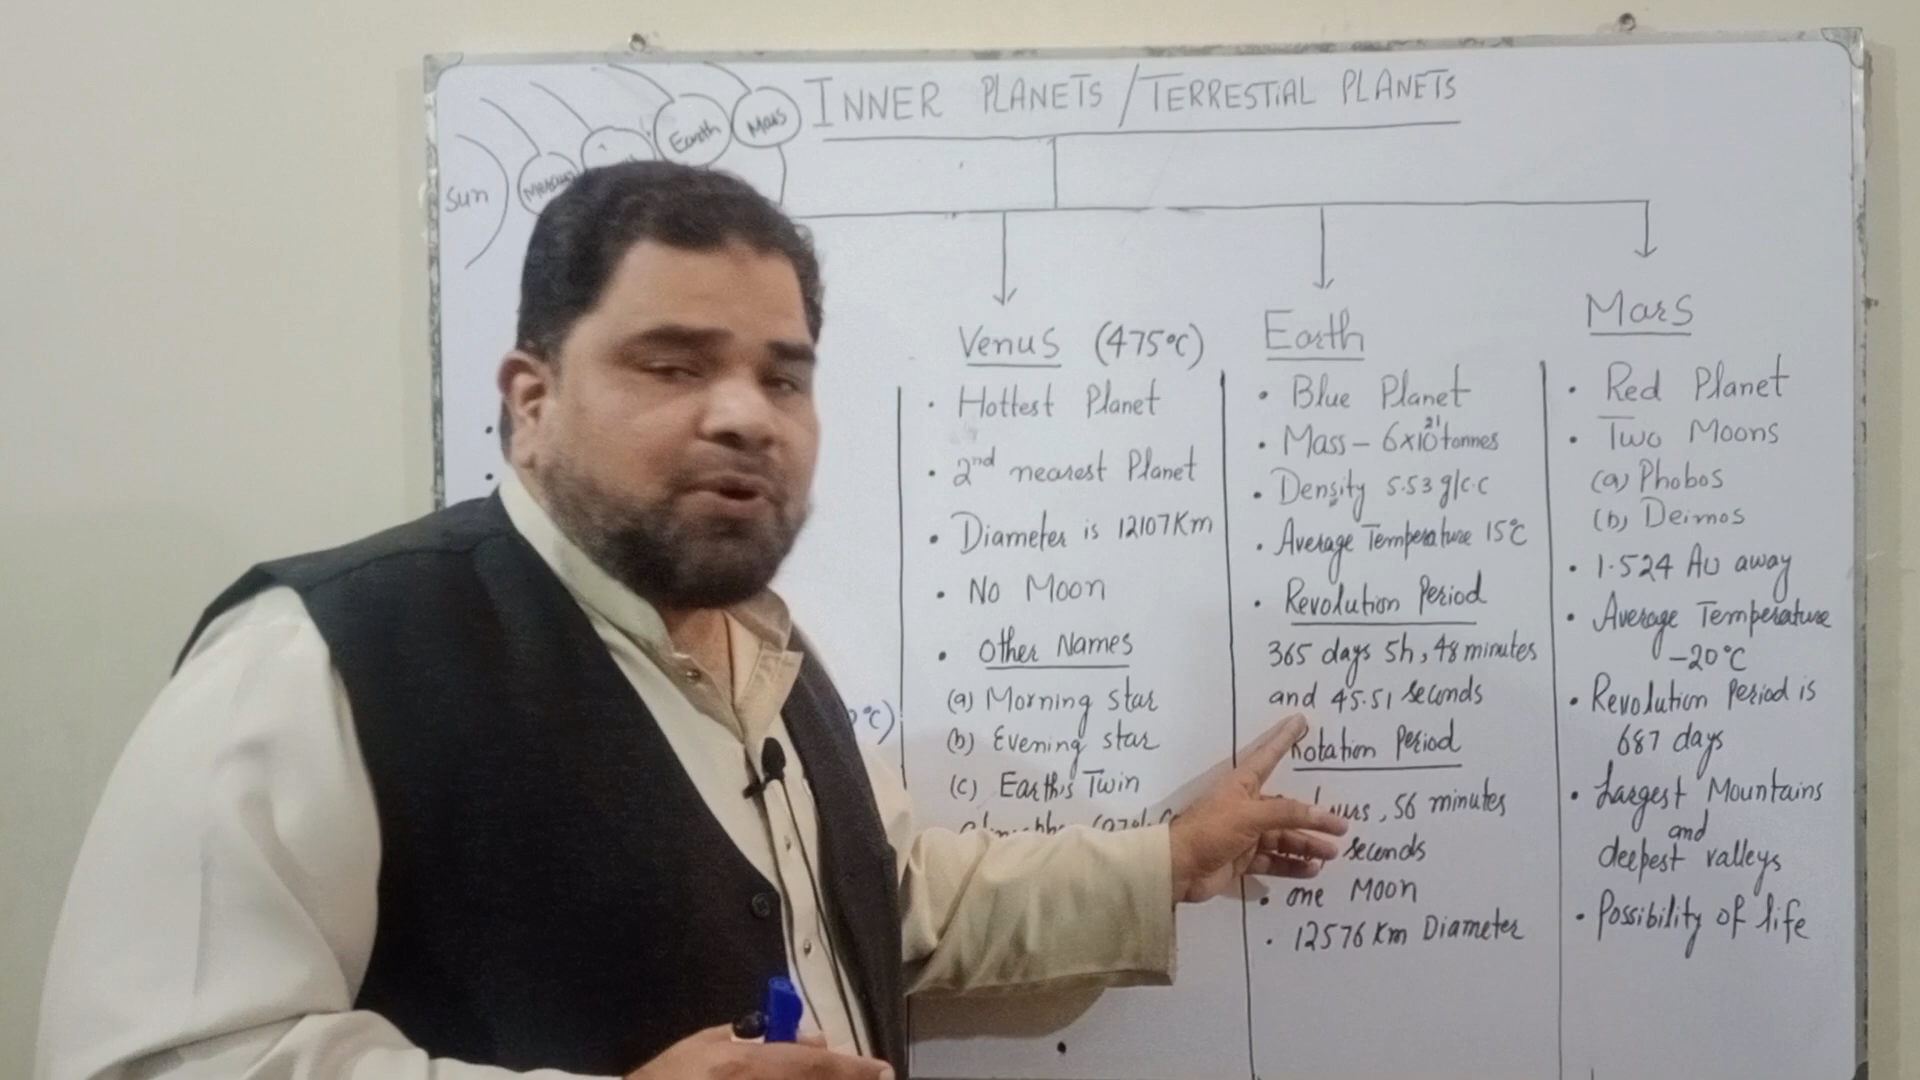 INNER PLANETS / TERRESTIAL PLANETS
Sun
Earth
Mars
Venus (475°C)
• Hottest Planet
• 2nd nearest Planet
• Diameter is 12107 Km
• No Moon
• Other Names
(a) Morning star
(b) Evening star
(c) Earth's Twin
°C)
Earth
• Blue Planet
• Mass – 6x10²¹ tonnes
• Density 5.53 g/c.c
• Average Temperature 15°C
• Revolution Period
365 days 5h, 48 minutes
and 45.51 seconds
Rotation Period
, 56 minutes
seconds
• one Moon
• 12576 Km Diameter
Mars
• Red Planet
• Two Moons
(a) Phobos
(b) Deimos
• 1.524 AU away
• Average Temperature
–20°C
• Revolution Period is
687 days
• Largest Mountains
and
deepest valleys
• Possibility of life